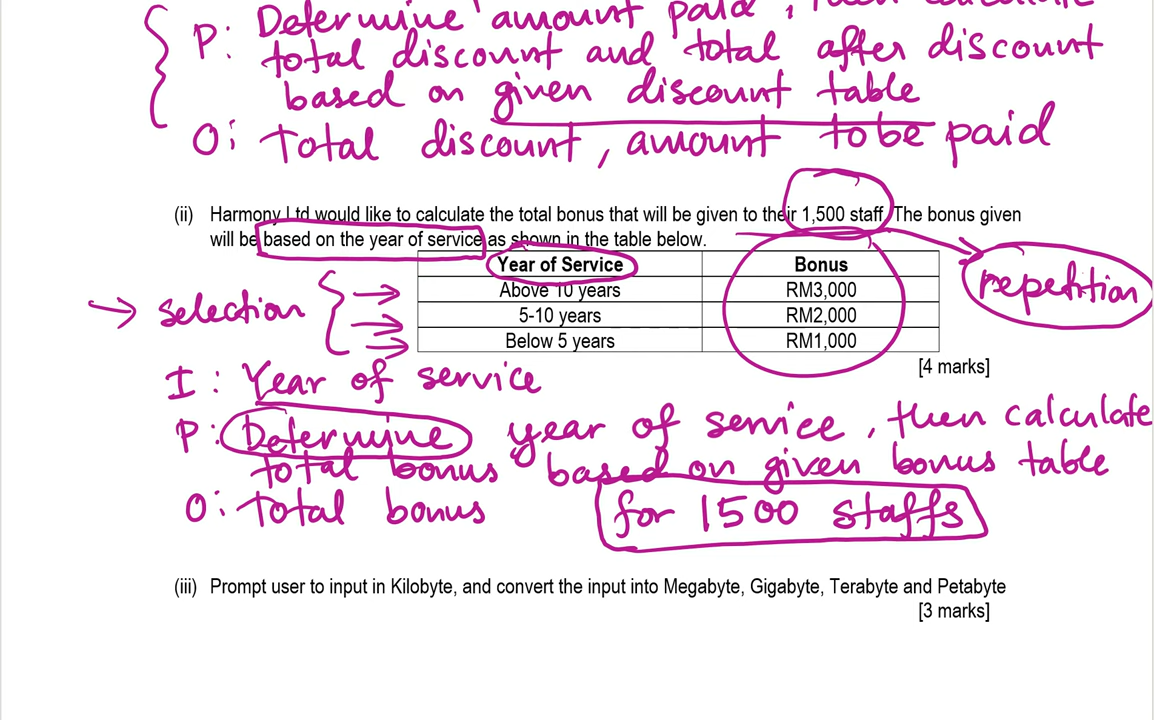 P: Determine amount paid, then calculate
total discount and total after discount
based on given discount table
O: Total discount, amount to be paid
(ii) Harmony Ltd would like to calculate the total bonus that will be given to their 1,500 staff. The bonus given
will be based on the year of service as shown in the table below.
Year of Service Bonus
Above 10 years RM3,000
5-10 years RM2,000
Below 5 years RM1,000
repetition
→ selection
[4 marks]
I: Year of service
P: Determine year of service, then calculate
total bonus based on given bonus table
O: Total bonus for 1500 staffs
(iii) Prompt user to input in Kilobyte, and convert the input into Megabyte, Gigabyte, Terabyte and Petabyte
[3 marks]